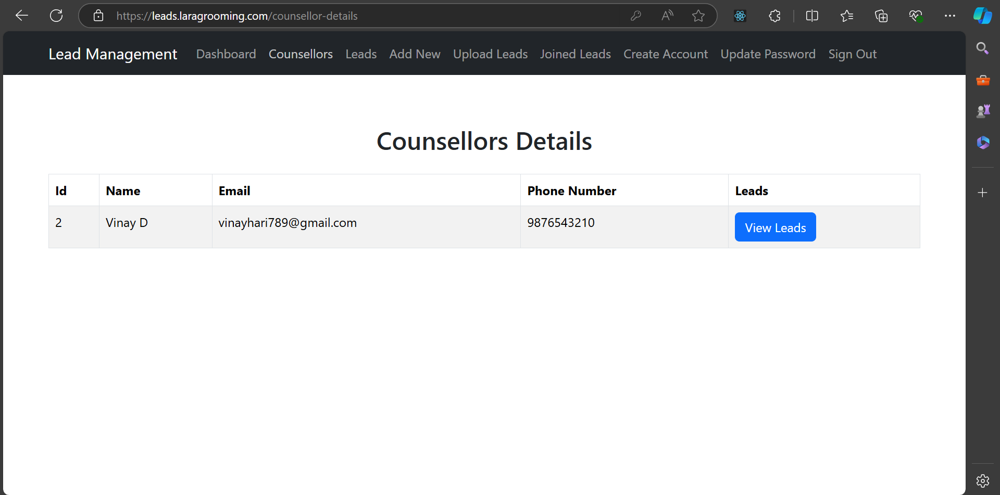 https://leads.laragrooming.com/counsellor-details
Lead Management Dashboard Counsellors Leads Add New Upload Leads Joined Leads Create Account Update Password Sign Out
Counsellors Details
Id Name Email Phone Number Leads
2 Vinay D vinayhari789@gmail.com 9876543210 View Leads